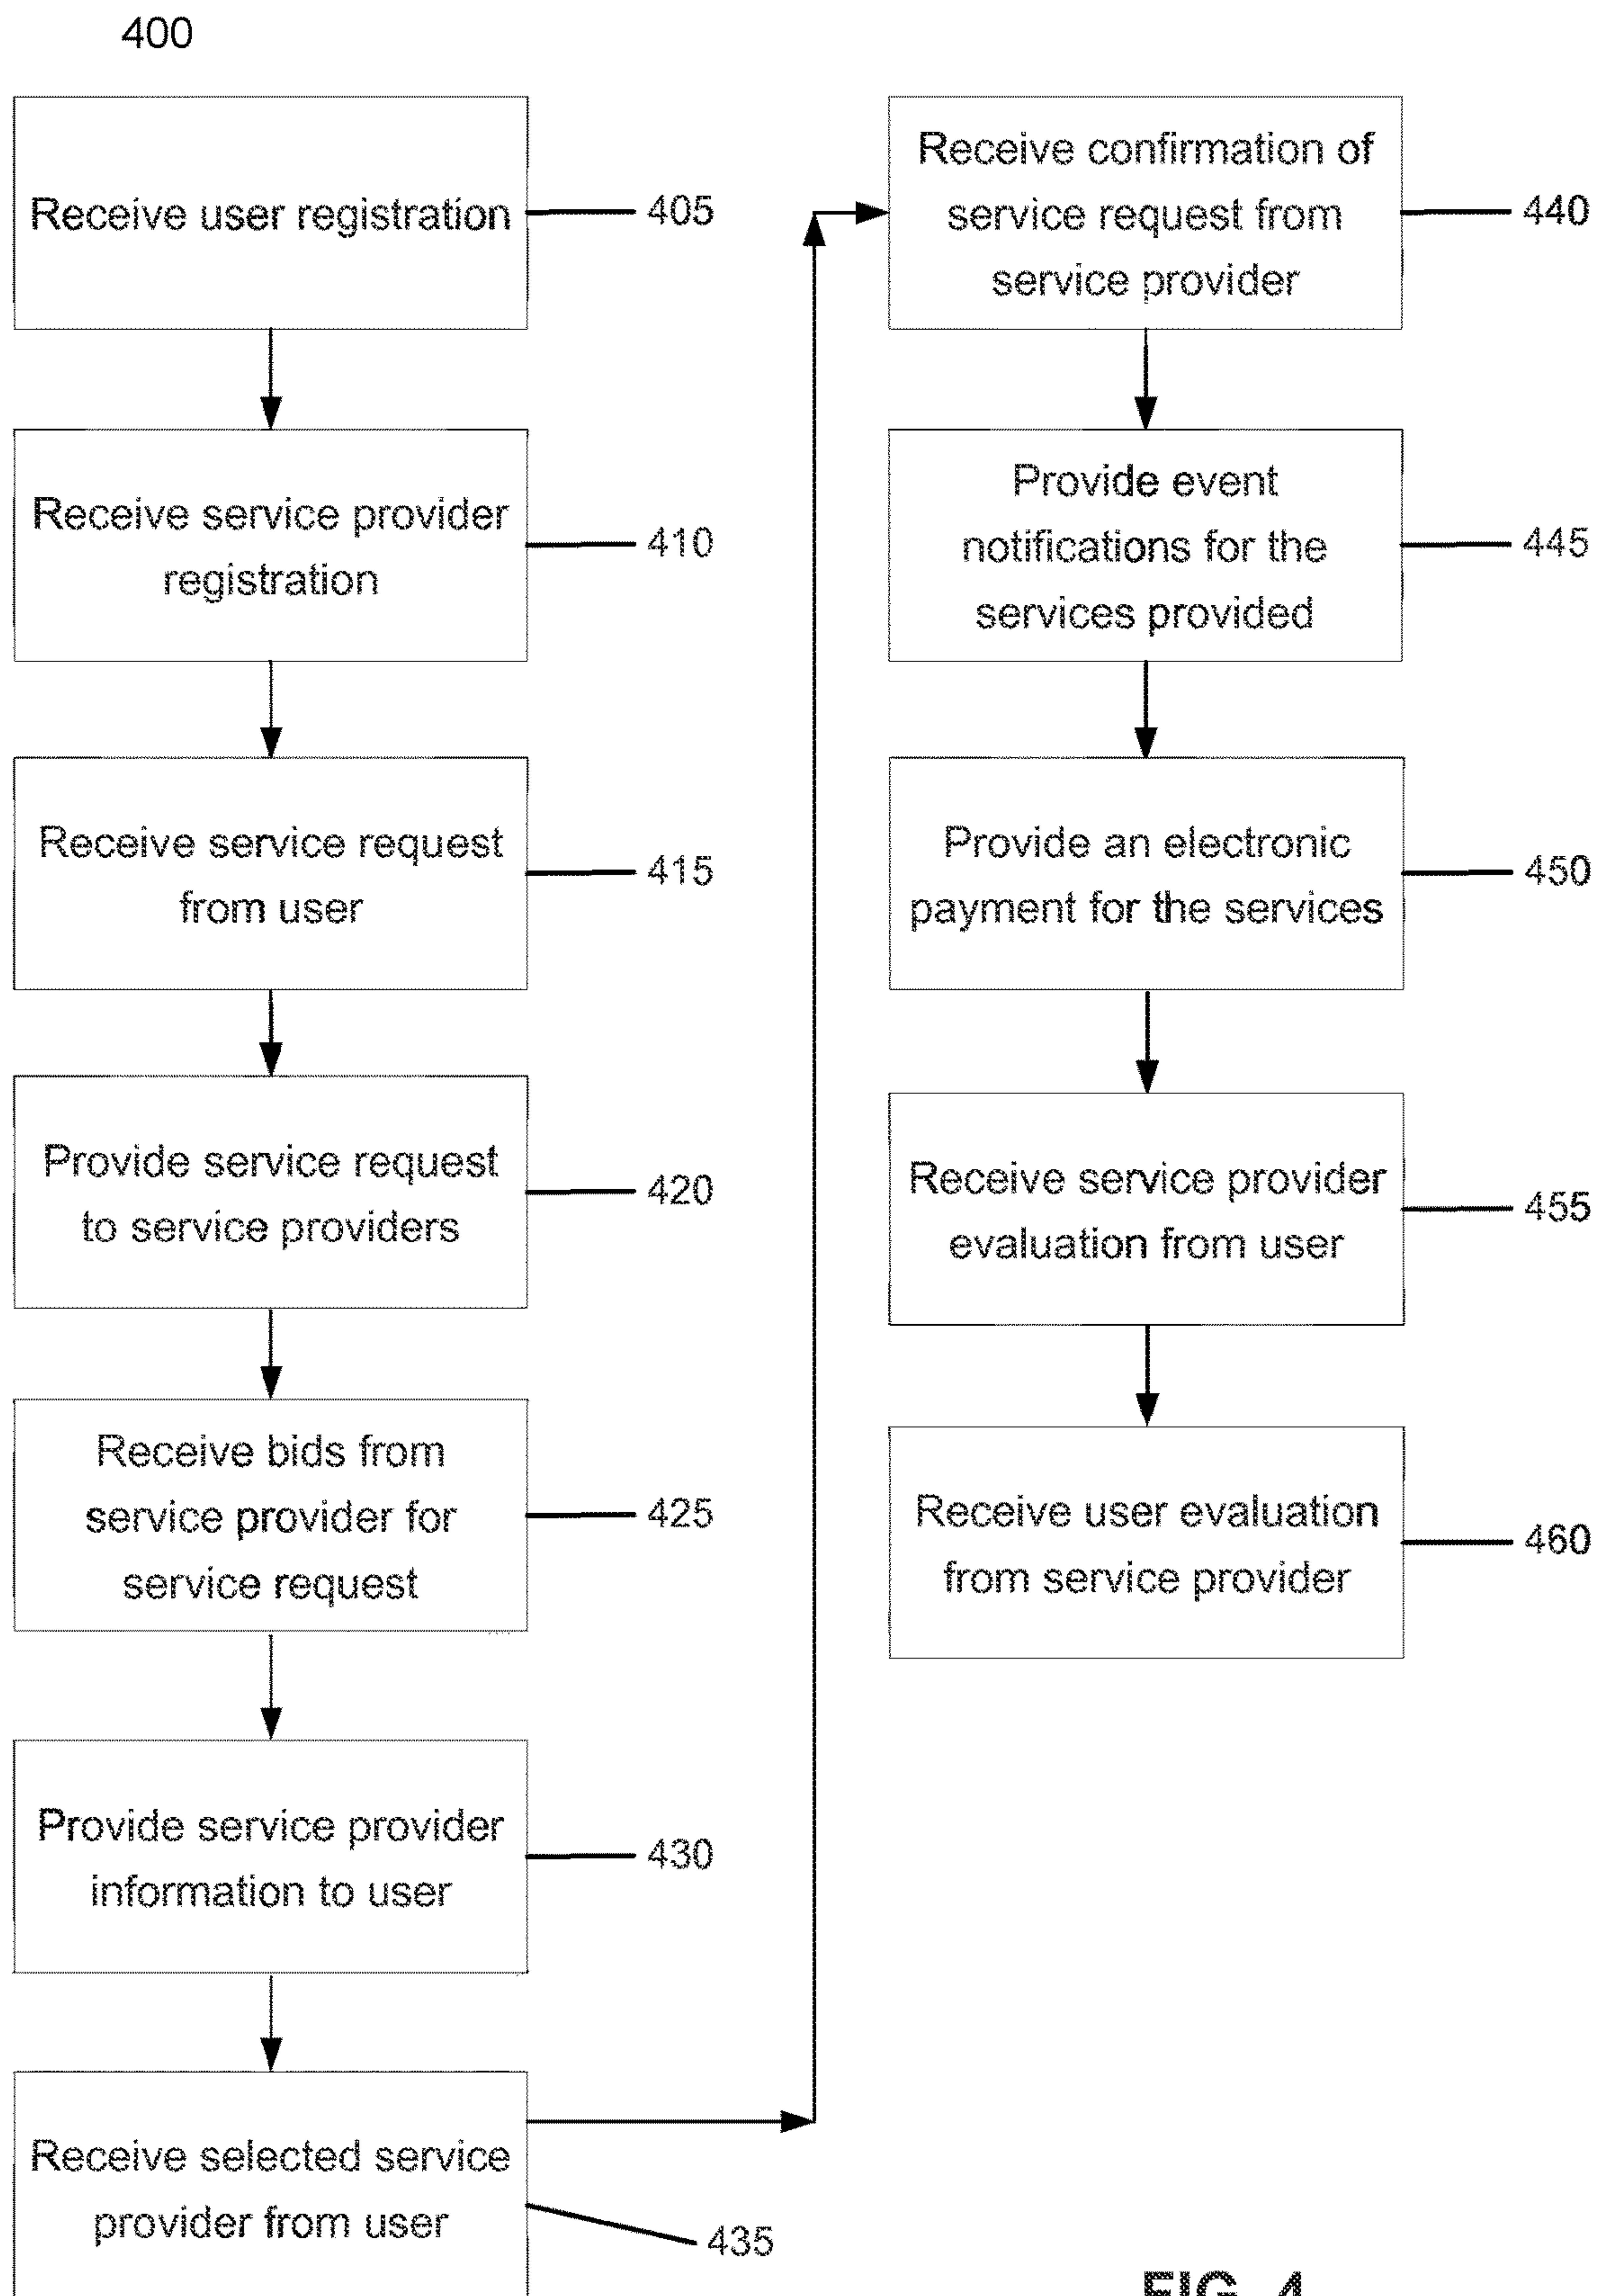 400
Receive user registration
405
Receive service provider
registration
410
Receive service request
from user
415
Provide service request
to service providers
420
Receive bids from
service provider for
service request
425
Provide service provider
information to user
430
Receive selected service
provider from user
435
Receive confirmation of
service request from
service provider
440
Provide event
notifications for the
services provided
445
Provide an electronic
payment for the services
450
Receive service provider
evaluation from user
455
Receive user evaluation
from service provider
460
FIG. 4